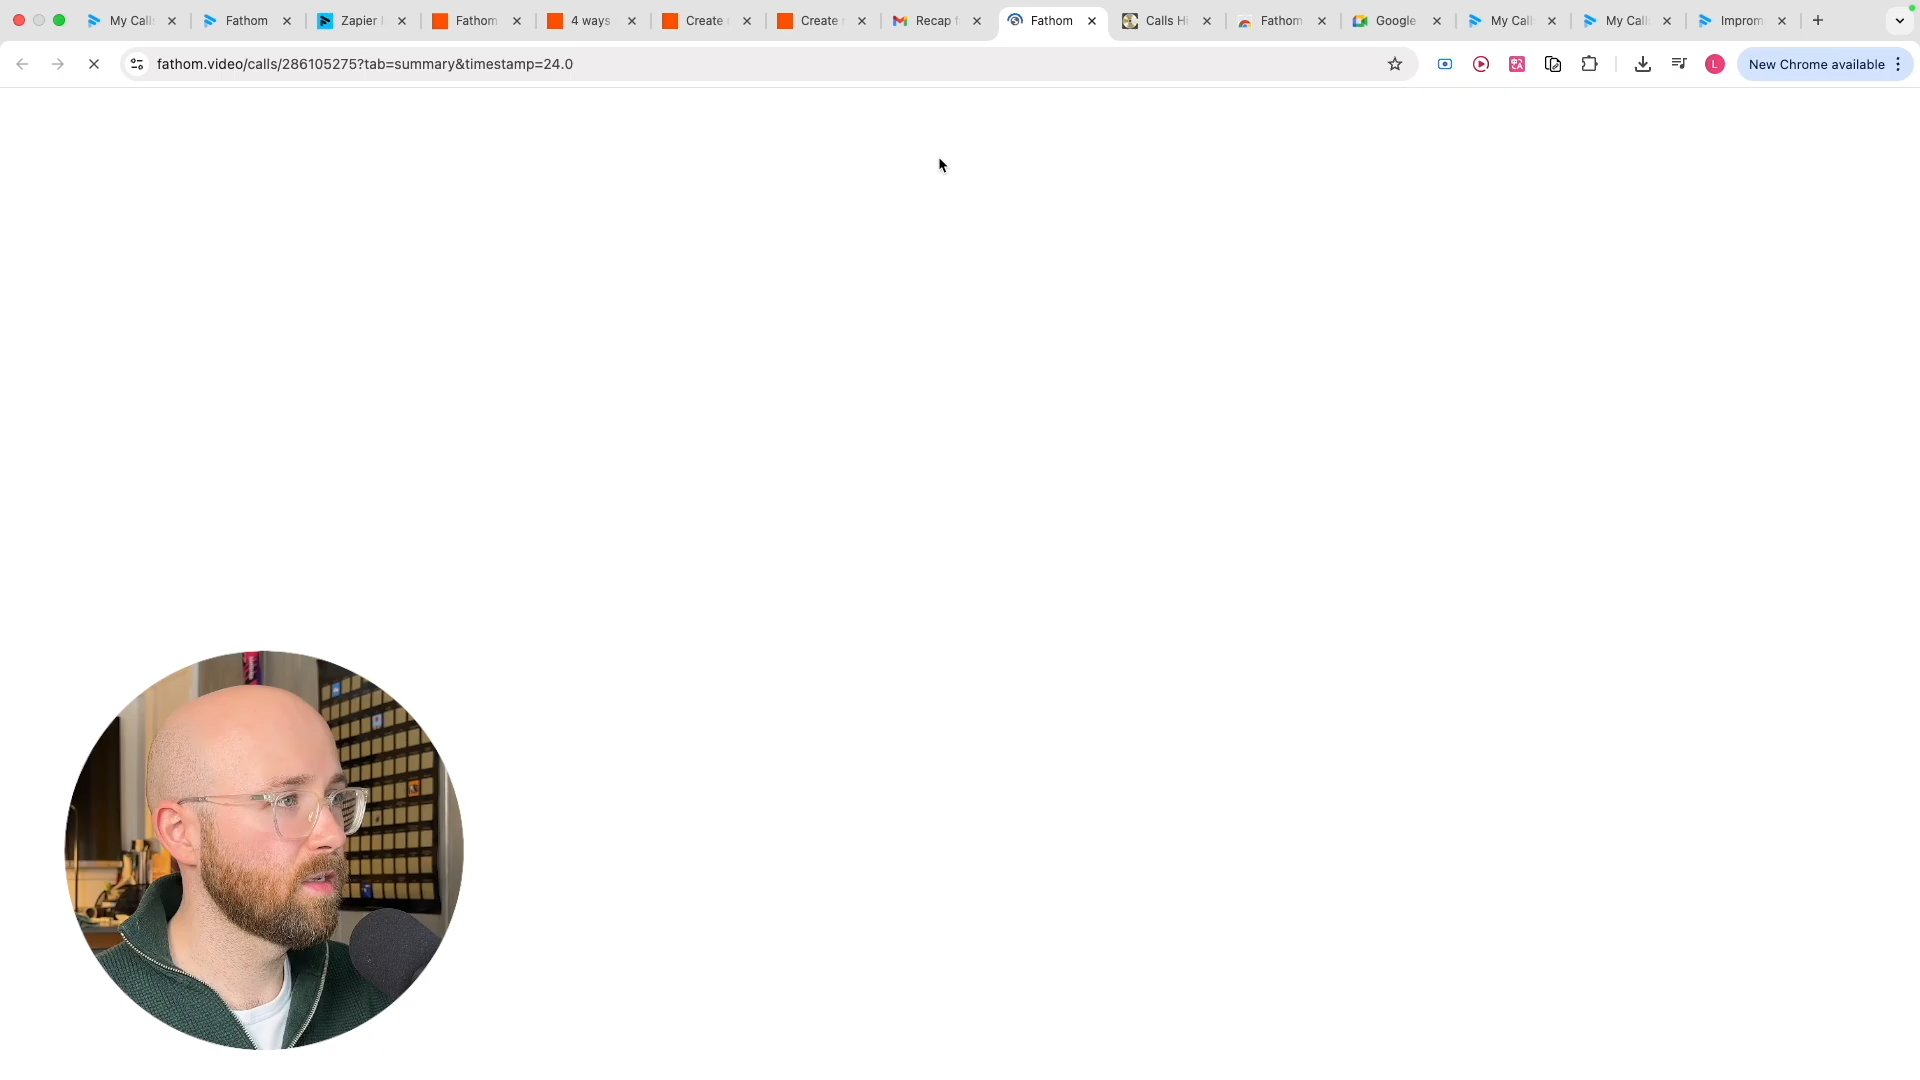 My Call
Fathom
Zapier
Fathom
4 ways
Create
Create
Recap
Fathom
Calls Hi
Fathom
Google
My Call
My Call
Improm
fathom.video/calls/286105275?tab=summary&timestamp=24.0
L
New Chrome available